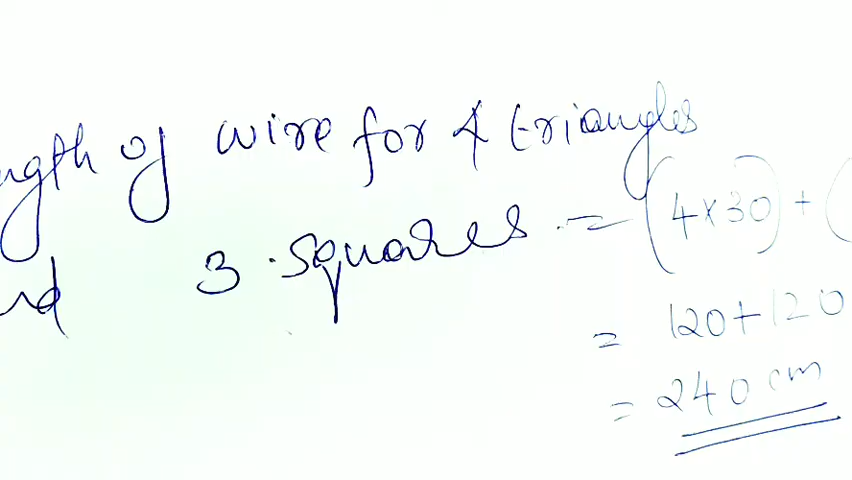 ngth of wire for 4 triangles
nd 3 squares = (4×30) + (
= 120+120
= 240 cm